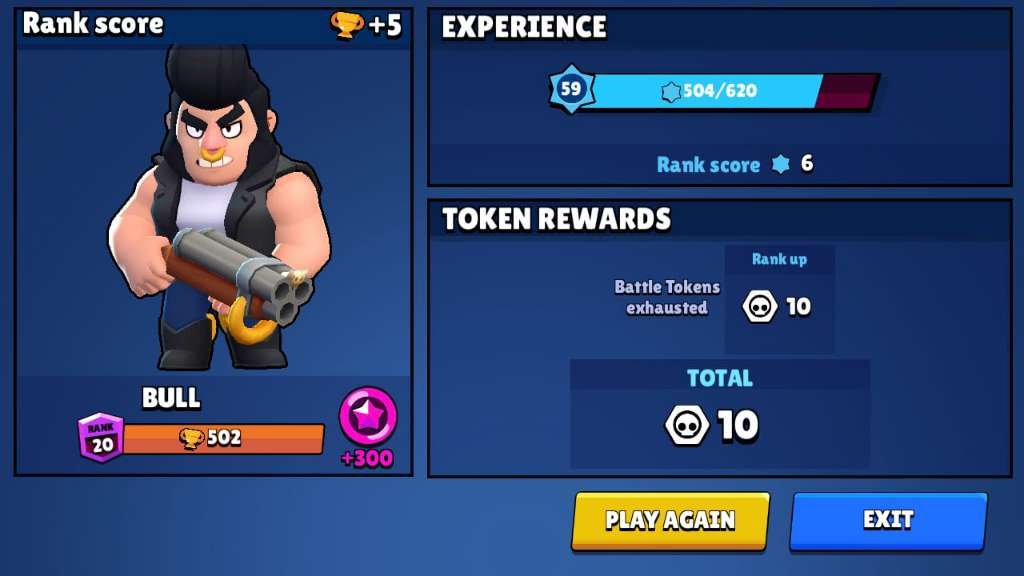 Rank score +5
BULL
RANK
20
502
+300
EXPERIENCE
59 504/620
Rank score 6
TOKEN REWARDS
Battle Tokens
exhausted
Rank up
10
TOTAL
10
PLAY AGAIN
EXIT